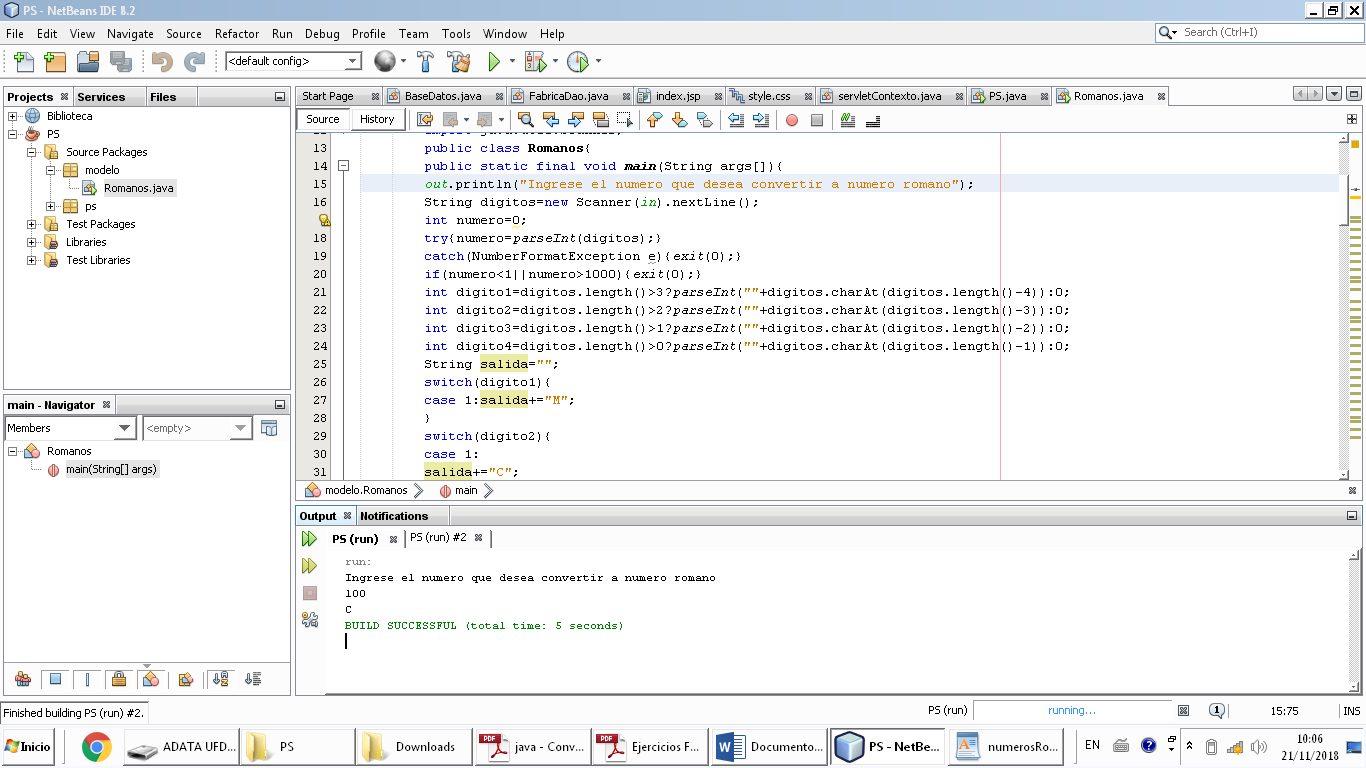 PS - NetBeans IDE 8.2
File Edit View Navigate Source Refactor Run Debug Profile Team Tools Window Help
Search (Ctrl+I)
<default config>
Projects Services Files
Biblioteca
PS
Source Packages
modelo
Romanos.java
ps
Test Packages
Libraries
Test Libraries
main - Navigator
Members <empty>
Romanos
main(String[] args)
Start Page BaseDatos.java FabricaDao.java index.jsp style.css servletContexto.java PS.java Romanos.java
Source History
13 public class Romanos{
14 public static final void main(String args[]){
15 out.println("Ingrese el numero que desea convertir a numero romano");
16 String digitos=new Scanner(in).nextLine();
int numero=0;
18 try{numero=parseInt(digitos);}
19 catch(NumberFormatException e){exit(0);}
20 if(numero<1||numero>1000){exit(0);}
21 int digito1=digitos.length()>3?parseInt(""+digitos.charAt(digitos.length()-4)):0;
22 int digito2=digitos.length()>2?parseInt(""+digitos.charAt(digitos.length()-3)):0;
23 int digito3=digitos.length()>1?parseInt(""+digitos.charAt(digitos.length()-2)):0;
24 int digito4=digitos.length()>0?parseInt(""+digitos.charAt(digitos.length()-1)):0;
25 String salida="";
26 switch(digito1){
27 case 1:salida+="M";
28 }
29 switch(digito2){
30 case 1:
31 salida+="C";
modelo.Romanos main
Output Notifications
PS (run) PS (run) #2
run:
Ingrese el numero que desea convertir a numero romano
100
C
BUILD SUCCESSFUL (total time: 5 seconds)
Finished building PS (run) #2.
PS (run) running... 1 15:75 INS
Inicio ADATA UFD... PS Downloads java - Conv... Ejercicios F... Documento... PS - NetBe... numerosRo... EN 10:06
21/11/2018